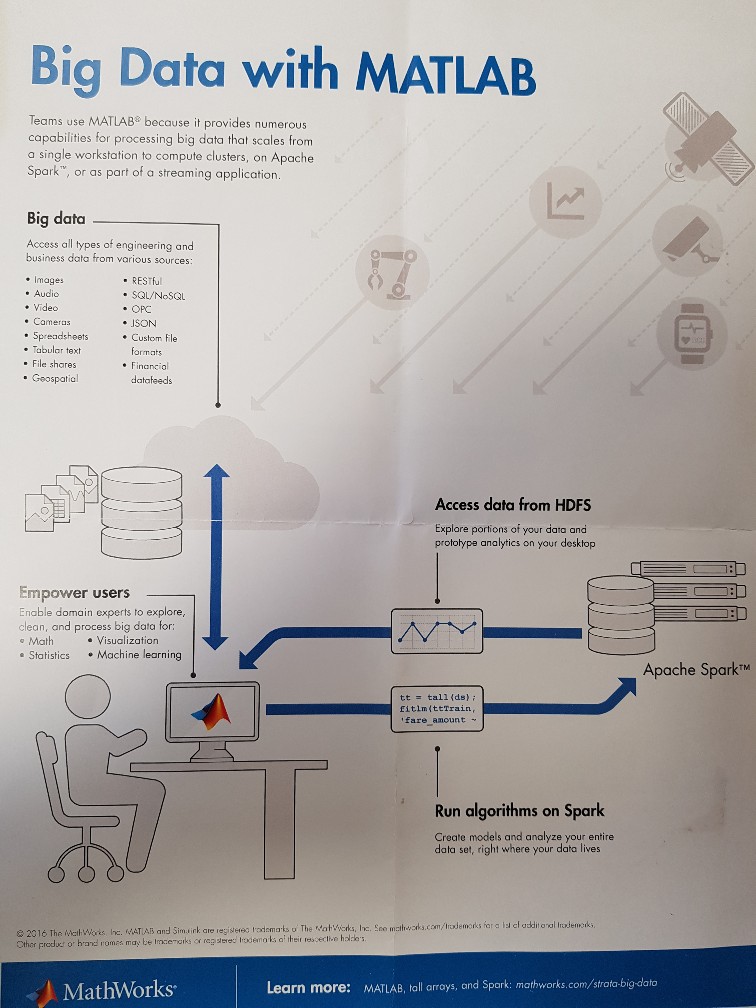 Big Data with MATLAB
Teams use MATLAB® because it provides numerous
capabilities for processing big data that scales from
a single workstation to compute clusters, on Apache
Spark™, or as part of a streaming application.
Big data
Access all types of engineering and
business data from various sources:
• Images
• Audio
• Video
• Cameras
• Spreadsheets
• Tabular text
• File shares
• Geospatial
• RESTful
• SQL/NoSQL
• OPC
• JSON
• Custom file
formats
• Financial
datafeeds
Access data from HDFS
Explore portions of your data and
prototype analytics on your desktop
Empower users
Enable domain experts to explore,
clean, and process big data for:
• Math
• Statistics
• Visualization
• Machine learning
Apache Spark™
tt = tall(ds);
fitlm(ttTrain,
'fare_amount ~
Run algorithms on Spark
Create models and analyze your entire
data set, right where your data lives
© 2016 The MathWorks, Inc. MATLAB and Simulink are registered trademarks of The MathWorks, Inc. See mathworks.com/trademarks for a list of additional trademarks.
Other product or brand names may be trademarks or registered trademarks of their respective holders.
MathWorks®
Learn more: MATLAB, tall arrays, and Spark: mathworks.com/strata-big-data